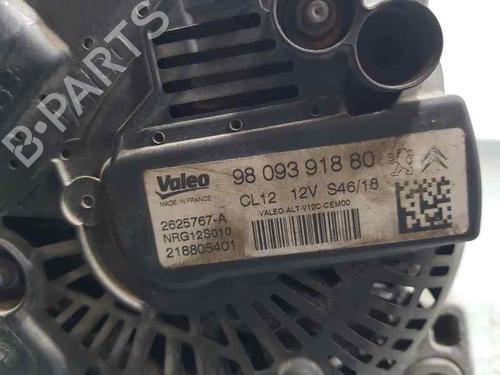 B-PARTS
Valeo
MADE IN FRANCE
98 093 918 80
CL12 12V S46/18
VALEO-ALT-V12C-CEM00
2625767-A
NRG12S010
218805401